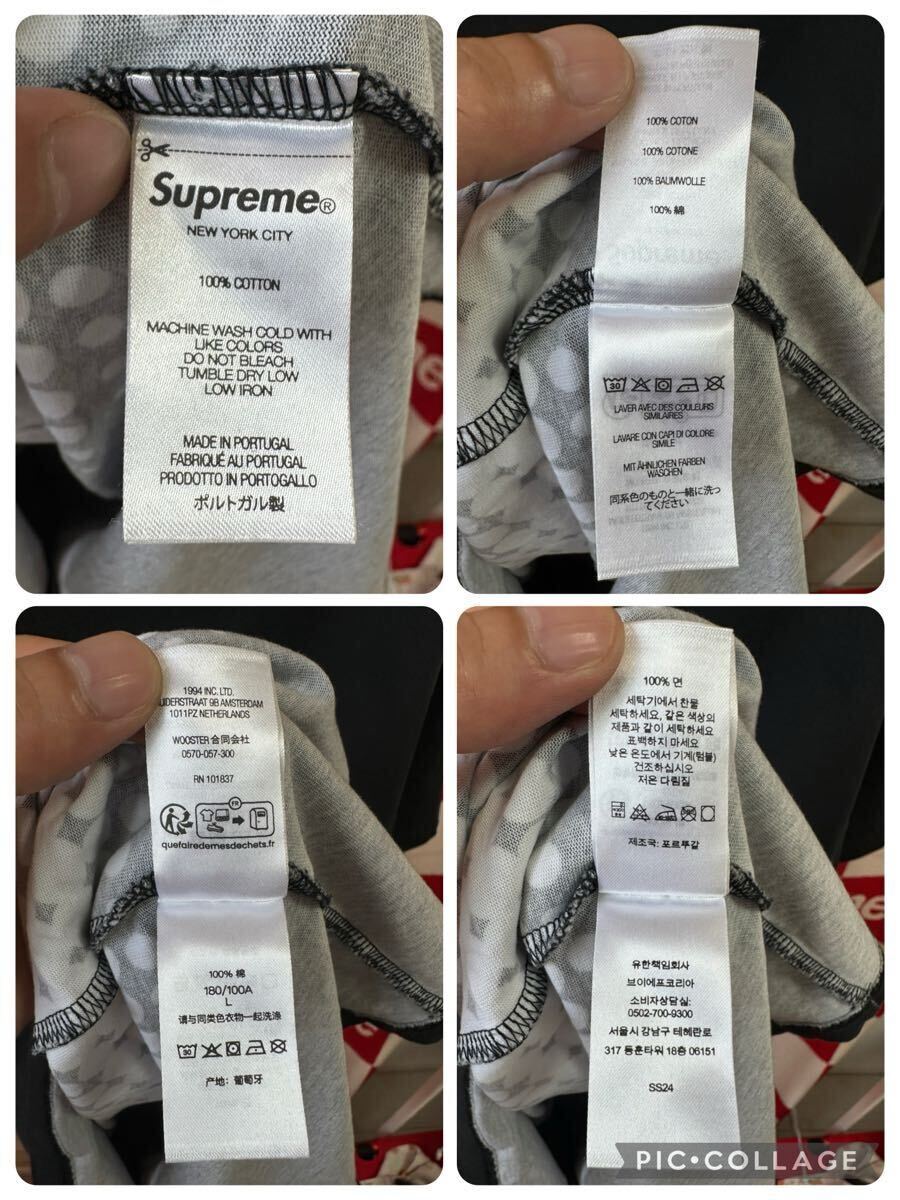 Supreme®
NEW YORK CITY
100% COTTON
MACHINE WASH COLD WITH
LIKE COLORS
DO NOT BLEACH
TUMBLE DRY LOW
LOW IRON
MADE IN PORTUGAL
FABRIQUÉ AU PORTUGAL
PRODOTTO IN PORTOGALLO
ポルトガル製
100% COTON
100% COTONE
100% BAUMWOLLE
100% 綿
30
LAVER AVEC DES COULEURS
SIMILAIRES
LAVARE CON CAPI DI COLORE
SIMILE
MIT ÄHNLICHEN FARBEN
WASCHEN
同系色のものと一緒に洗っ
てください
1994 INC. LTD.
UIDERSTRAAT 9B AMSTERDAM
1011PZ NETHERLANDS
WOOSTER 合同会社
0570-057-300
RN 101837
FR
quefairedemesdechets.fr
100% 棉
180/100A
L
请与同类色衣物一起洗涤
30
产地: 葡萄牙
100% 면
세탁기에서 찬물
세탁하세요, 같은 색상의
제품과 같이 세탁하세요
표백하지 마세요
낮은 온도에서 기계(텀블)
건조하십시오
저온 다림질
제조국: 포르투갈
유한책임회사
브이에프코리아
소비자상담실:
0502-700-9300
서울시 강남구 테헤란로
317 동훈타워 18층 06151
SS24
PIC•COLLAGE